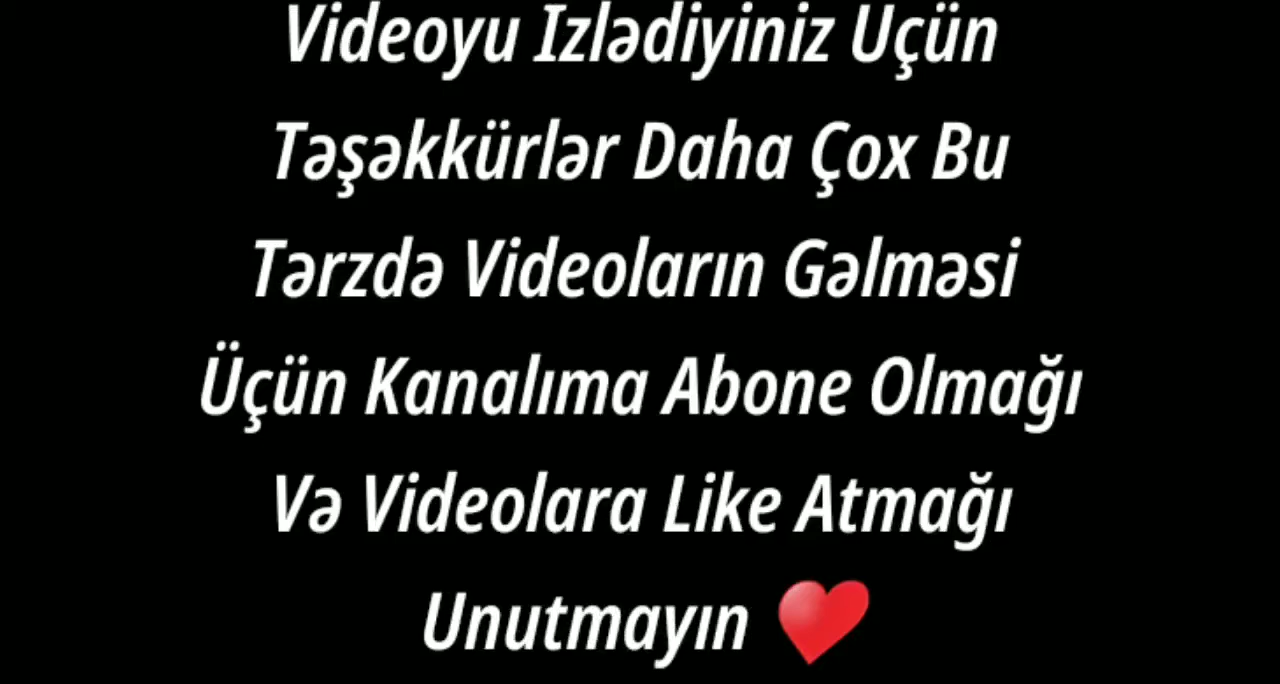 Videoyu Izlədiyiniz Uçün
Təşəkkürlər Daha Çox Bu
Tərzdə Videoların Gəlməsi
Üçün Kanalıma Abone Olmağı
Və Videolara Like Atmağı
Unutmayın ♥